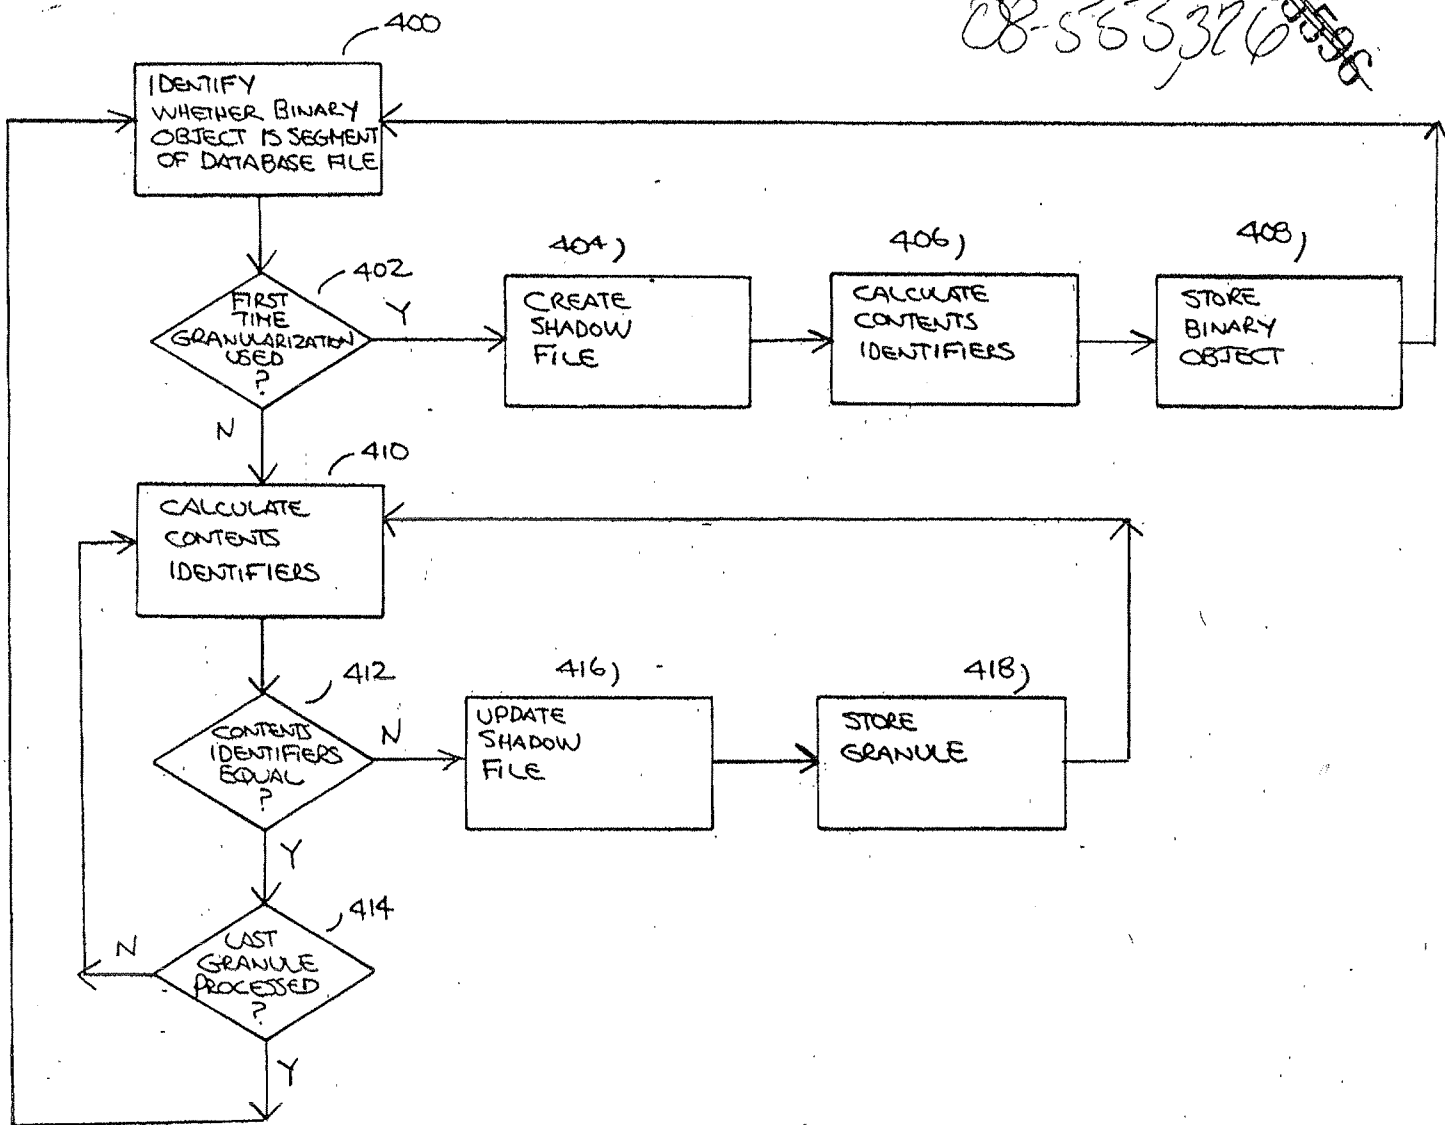 08-555,376
400
IDENTIFY
WHETHER BINARY
OBJECT IS SEGMENT
OF DATABASE FILE
402
FIRST
TIME
GRANULARIZATION
USED
?
Y
N
404
CREATE
SHADOW
FILE
406
CALCULATE
CONTENTS
IDENTIFIERS
408
STORE
BINARY
OBJECT
410
CALCULATE
CONTENTS
IDENTIFIERS
412
CONTENTS
IDENTIFIERS
EQUAL
?
N
Y
416
UPDATE
SHADOW
FILE
418
STORE
GRANULE
414
LAST
GRANULE
PROCESSED
?
N
Y